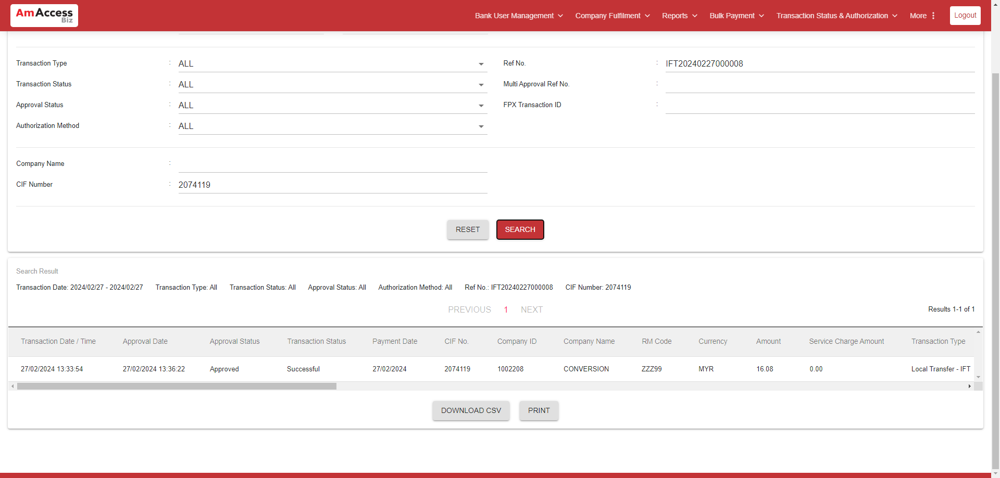 AmAccess
Biz
Bank User Management Company Fulfilment Reports Bulk Payment Transaction Status & Authorization More Logout
Transaction Type : ALL Ref No. : IFT20240227000008
Transaction Status : ALL Multi Approval Ref No. :
Approval Status : ALL FPX Transaction ID :
Authorization Method : ALL
Company Name :
CIF Number : 2074119
RESET SEARCH
Search Result
Transaction Date: 2024/02/27 - 2024/02/27 Transaction Type: All Transaction Status: All Approval Status: All Authorization Method: All Ref No.: IFT20240227000008 CIF Number: 2074119
PREVIOUS 1 NEXT Results 1-1 of 1
Transaction Date / Time Approval Date Approval Status Transaction Status Payment Date CIF No. Company ID Company Name RM Code Currency Amount Service Charge Amount Transaction Type
27/02/2024 13:33:54 27/02/2024 13:36:22 Approved Successful 27/02/2024 2074119 1002208 CONVERSION ZZZ99 MYR 16.08 0.00 Local Transfer - IFT
DOWNLOAD CSV PRINT